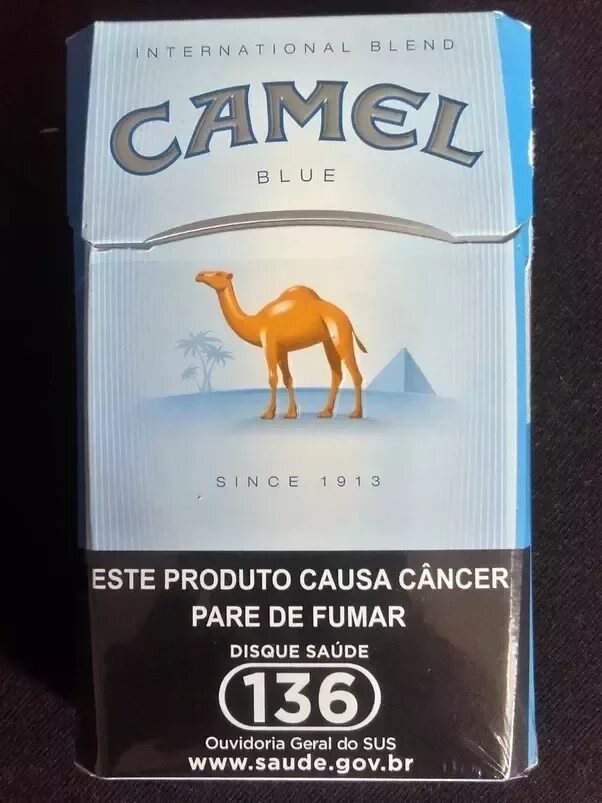 INTERNATIONAL BLEND
CAMEL
BLUE
SINCE 1913
ESTE PRODUTO CAUSA CÂNCER
PARE DE FUMAR
DISQUE SAÚDE
136
Ouvidoria Geral do SUS
www.saude.gov.br